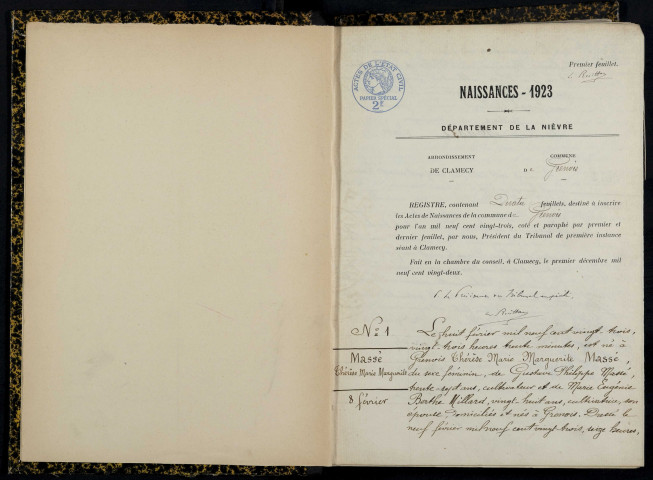 Premier feuillet.
ACTES DE L'ETAT CIVIL
PAPIER SPÉCIAL
2F
NAISSANCES - 1923
DÉPARTEMENT DE LA NIÈVRE
ARRONDISSEMENT
DE CLAMECY
COMMUNE
De Grenois
REGISTRE, contenant Quatre feuillets, destiné à inscrire
les Actes de Naissances de la commune de Grenois
pour l'an mil neuf cent vingt-trois, coté et paraphé par premier et
dernier feuillet, par nous, Président du Tribunal de première instance
séant à Clamecy.
Fait en la chambre du conseil, à Clamecy, le premier décembre mil
neuf cent vingt-deux.
P. le Président du Tribunal empêché,
N° 1
Massé
Thérèse Marie Marguerite
8 février
Le huit février mil neuf cent vingt trois,
vingt-trois heures trente minutes, est née à
Grenois Thérèse Marie Marguerite Massé,
du sexe féminin, de Gustave Philippe Massé,
trente-sept ans, cultivateur et de Marie Eugénie
Berthe Millard, vingt huit ans, cultivatrice, son
épouse domiciliés et nés à Grenois. Dressé le
neuf février mil neuf cent vingt trois, seize heures,